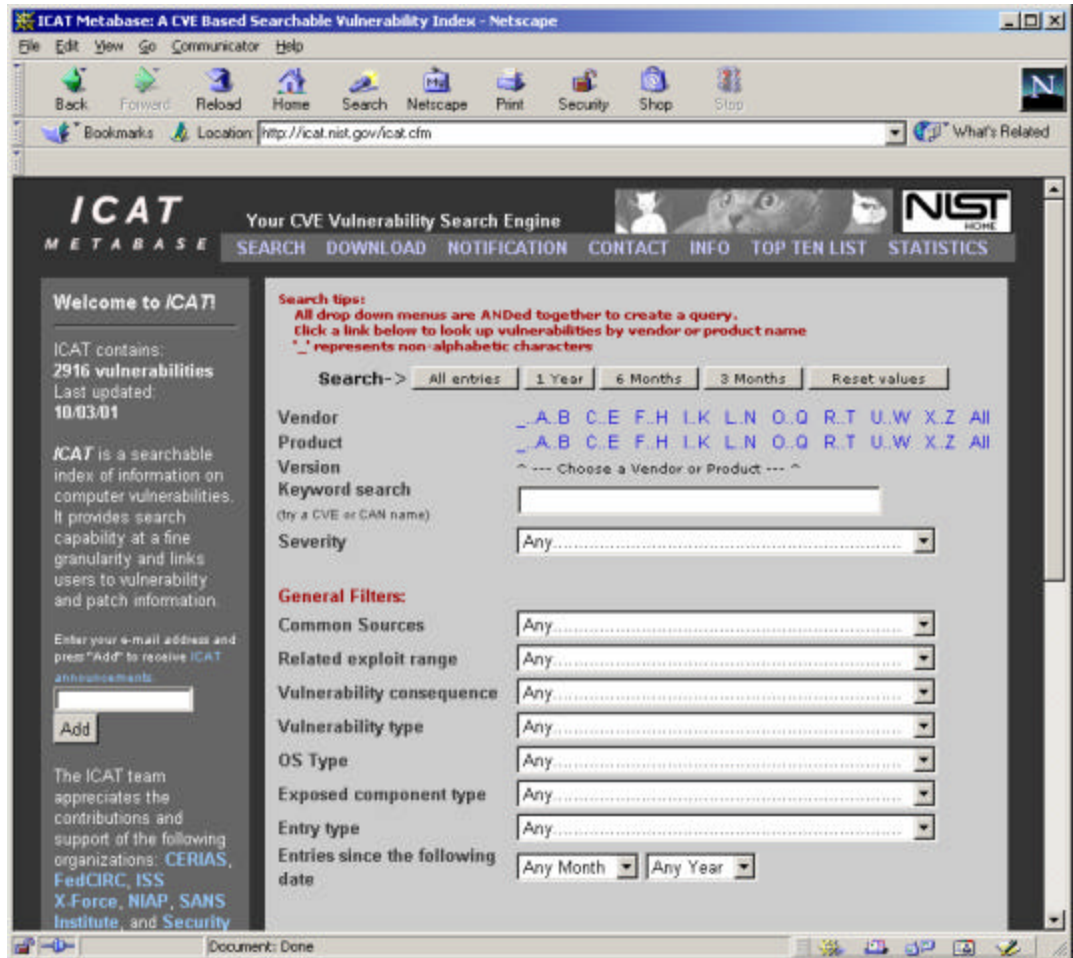 ICAT Metabase: A CVE Based Searchable Vulnerability Index - Netscape
File Edit View Go Communicator Help
Back Forward Reload Home Search Netscape Print Security Shop Stop
N
Bookmarks Location: http://icat.nist.gov/icat.cfm What's Related
ICAT
METABASE
Your CVE Vulnerability Search Engine
NIST
HOME
SEARCH DOWNLOAD NOTIFICATION CONTACT INFO TOP TEN LIST STATISTICS
Welcome to ICAT!
ICAT contains:
2916 vulnerabilities
Last updated:
10/03/01
ICAT is a searchable
index of information on
computer vulnerabilities.
It provides search
capability at a fine
granularity and links
users to vulnerability
and patch information.
Enter your e-mail address and
press "Add" to receive ICAT
announcements.
Add
The ICAT team
appreciates the
contributions and
support of the following
organizations: CERIAS,
FedCIRC, ISS
X-Force, NIAP, SANS
Institute, and Security
Search tips:
All drop down menus are ANDed together to create a query.
Click a link below to look up vulnerabilities by vendor or product name
'_' represents non-alphabetic characters
Search-> All entries 1 Year 6 Months 3 Months Reset values
Vendor _..A..B C..E F..H I..K L..N O..Q R..T U..W X..Z All
Product _..A..B C..E F..H I..K L..N O..Q R..T U..W X..Z All
Version ^ --- Choose a Vendor or Product --- ^
Keyword search
(try a CVE or CAN name)
Severity Any
General Filters:
Common Sources Any
Related exploit range Any
Vulnerability consequence Any
Vulnerability type Any
OS Type Any
Exposed component type Any
Entry type Any
Entries since the following
date Any Month Any Year
Document: Done